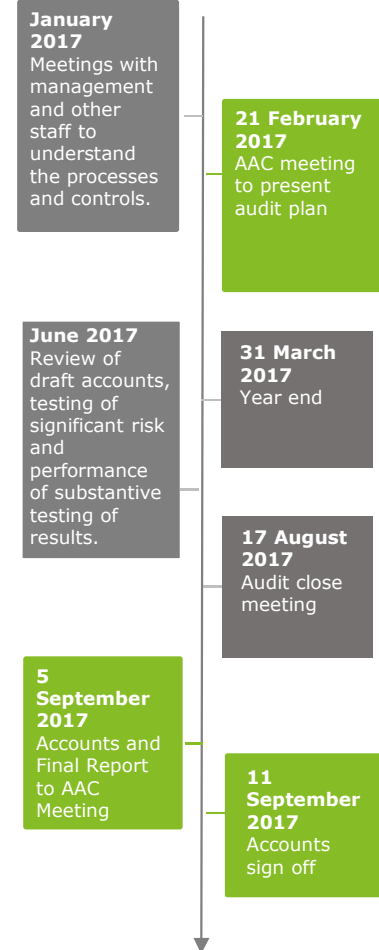 January
2017
Meetings with
management
and other
staff to
understand
the processes
and controls.
21 February
2017
AAC meeting
to present
audit plan
31 March
2017
Year end
June 2017
Review of
draft accounts,
testing of
significant risk
and
performance
of substantive
testing of
results.
17 August
2017
Audit close
meeting
5
September
2017
Accounts and
Final Report
to AAC
Meeting
11
September
2017
Accounts
sign off